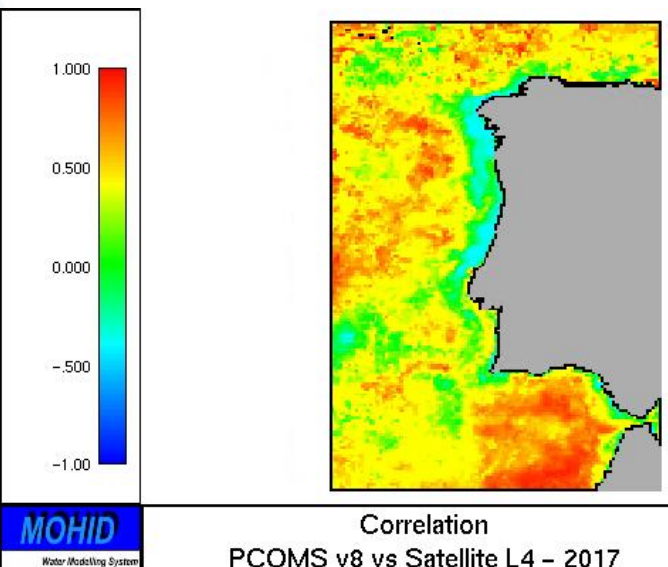 1.000
0.500
0.000
-.500
-1.00
MOHID
Water Modelling System
Correlation
PCOMS v8 vs Satellite L4 – 2017